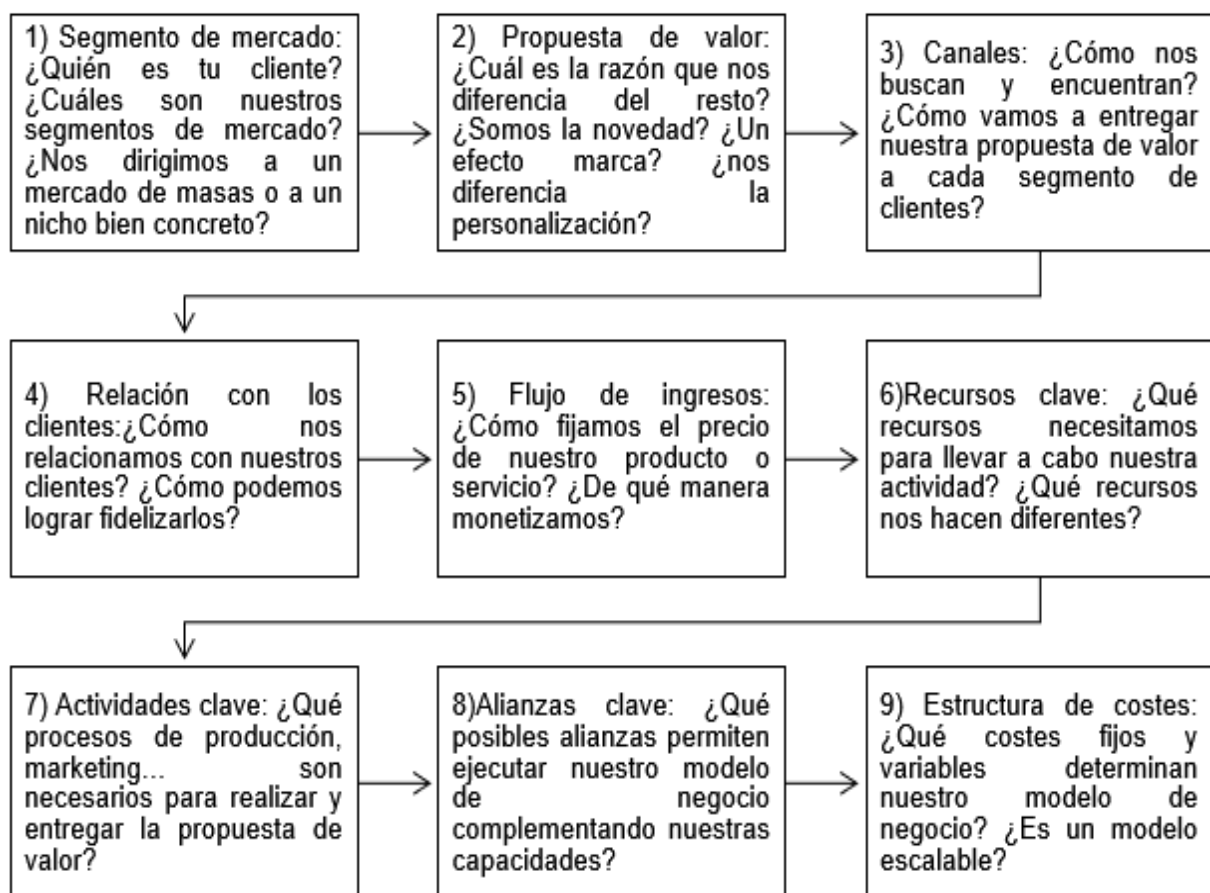 1) Segmento de mercado:
¿Quién es tu cliente?
¿Cuáles son nuestros
segmentos de mercado?
¿Nos dirigimos a un
mercado de masas o a un
nicho bien concreto?
2) Propuesta de valor:
¿Cuál es la razón que nos
diferencia del resto?
¿Somos la novedad? ¿Un
efecto marca? ¿nos
diferencia la
personalización?
3) Canales: ¿Cómo nos
buscan y encuentran?
¿Cómo vamos a entregar
nuestra propuesta de valor
a cada segmento de
clientes?
4) Relación con los
clientes:¿Cómo nos
relacionamos con nuestros
clientes? ¿Cómo podemos
lograr fidelizarlos?
5) Flujo de ingresos:
¿Cómo fijamos el precio
de nuestro producto o
servicio? ¿De qué manera
monetizamos?
6)Recursos clave: ¿Qué
recursos necesitamos
para llevar a cabo nuestra
actividad? ¿Qué recursos
nos hacen diferentes?
7) Actividades clave: ¿Qué
procesos de producción,
marketing... son
necesarios para realizar y
entregar la propuesta de
valor?
8)Alianzas clave: ¿Qué
posibles alianzas permiten
ejecutar nuestro modelo
de negocio
complementando nuestras
capacidades?
9) Estructura de costes:
¿Qué costes fijos y
variables determinan
nuestro modelo de
negocio? ¿Es un modelo
escalable?